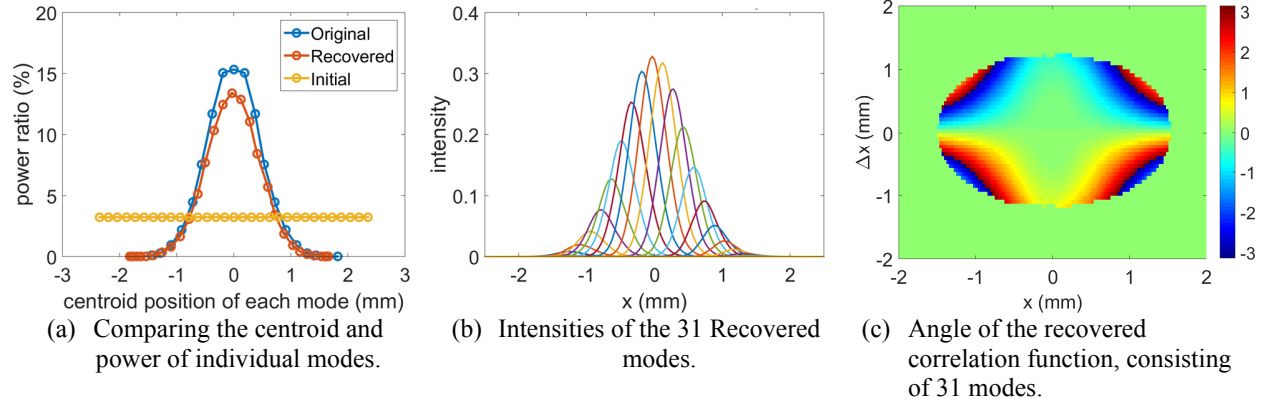 Original
Recovered
Initial
20
15
10
5
0
-3
-2
-1
0
1
2
3
power ratio (%)
centroid position of each mode (mm)
(a) Comparing the centroid and
power of individual modes.
0.4
0.3
0.2
0.1
0
-2
-1
0
1
2
intensity
x (mm)
(b) Intensities of the 31 Recovered
modes.
2
1
0
-1
-2
-2
-1
0
1
2
Δx (mm)
x (mm)
3
2
1
0
-1
-2
-3
(c) Angle of the recovered
correlation function, consisting
of 31 modes.